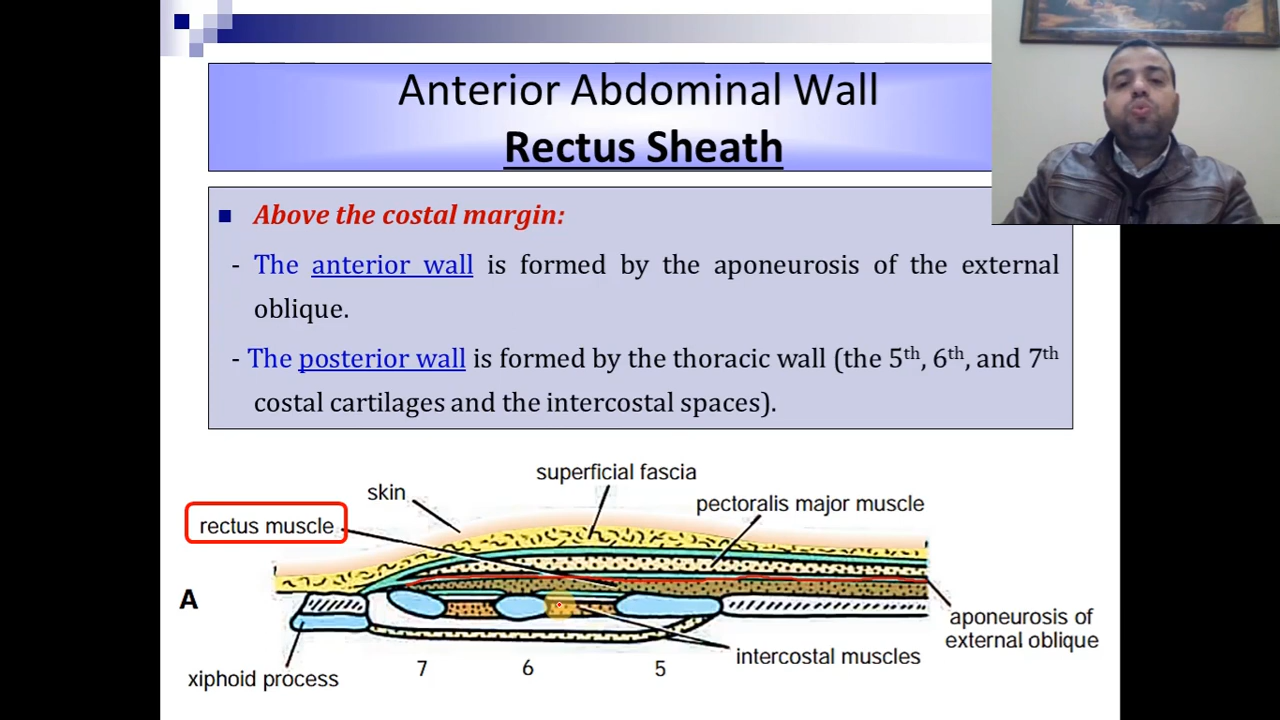 Anterior Abdominal Wall
Rectus Sheath
Above the costal margin:
- The anterior wall is formed by the aponeurosis of the external
oblique.
- The posterior wall is formed by the thoracic wall (the 5th, 6th, and 7th
costal cartilages and the intercostal spaces).
superficial fascia
skin
pectoralis major muscle
rectus muscle
A
aponeurosis of
external oblique
intercostal muscles
7 6 5
xiphoid process